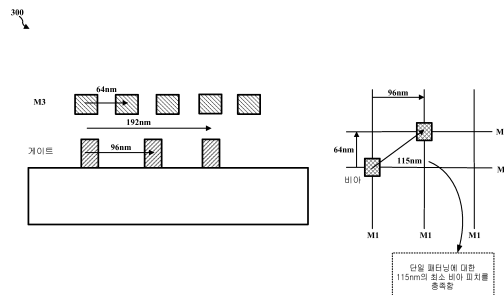 300
64nm
M3
192nm
게이트
96nm
96nm
64nm
115nm
M
M
비아
M1
M1
M1
단일 패터닝에 대한
115nm의 최소 비아 피치를
충족함